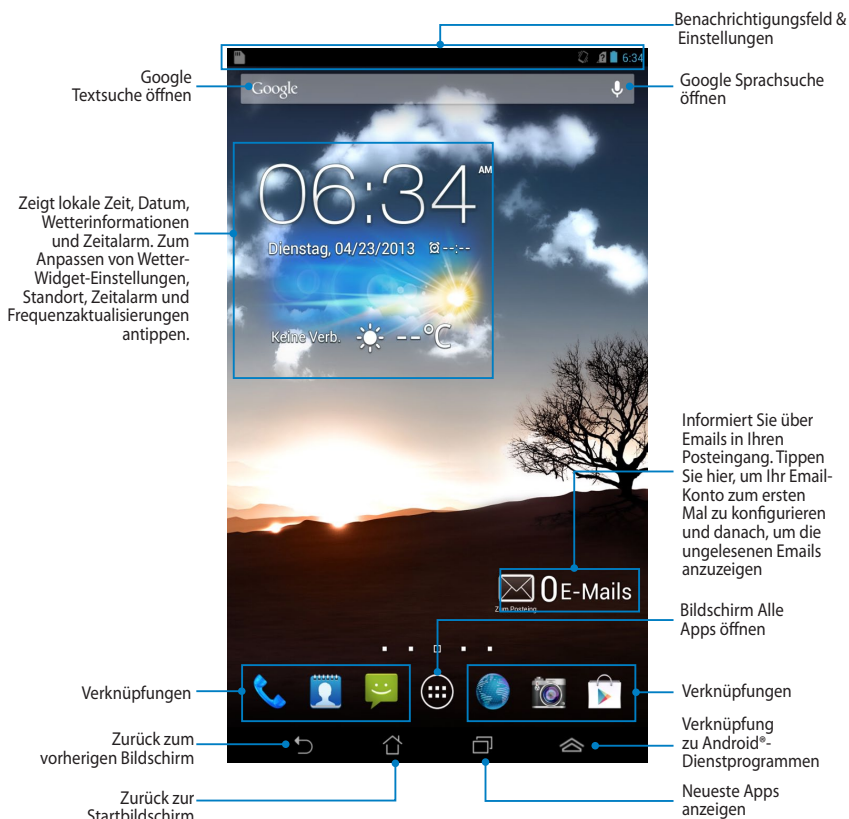 Benachrichtigungsfeld &
Einstellungen
6:34
Google
Textsuche öffnen
Google
Google Sprachsuche
öffnen
06:34 AM
Dienstag, 04/23/2013 --:--
Keine Verb. --°C
Zeigt lokale Zeit, Datum,
Wetterinformationen
und Zeitalarm. Zum
Anpassen von Wetter-
Widget-Einstellungen,
Standort, Zeitalarm und
Frequenzaktualisierungen
antippen.
Informiert Sie über
Emails in Ihren
Posteingang. Tippen
Sie hier, um Ihr Email-
Konto zum ersten
Mal zu konfigurieren
und danach, um die
ungelesenen Emails
anzuzeigen
0 E-Mails
Zum Posteing.
Bildschirm Alle
Apps öffnen
Verknüpfungen
Verknüpfungen
Zurück zum
vorherigen Bildschirm
Verknüpfung
zu Android®-
Dienstprogrammen
Zurück zur
Startbildschirm
Neueste Apps
anzeigen